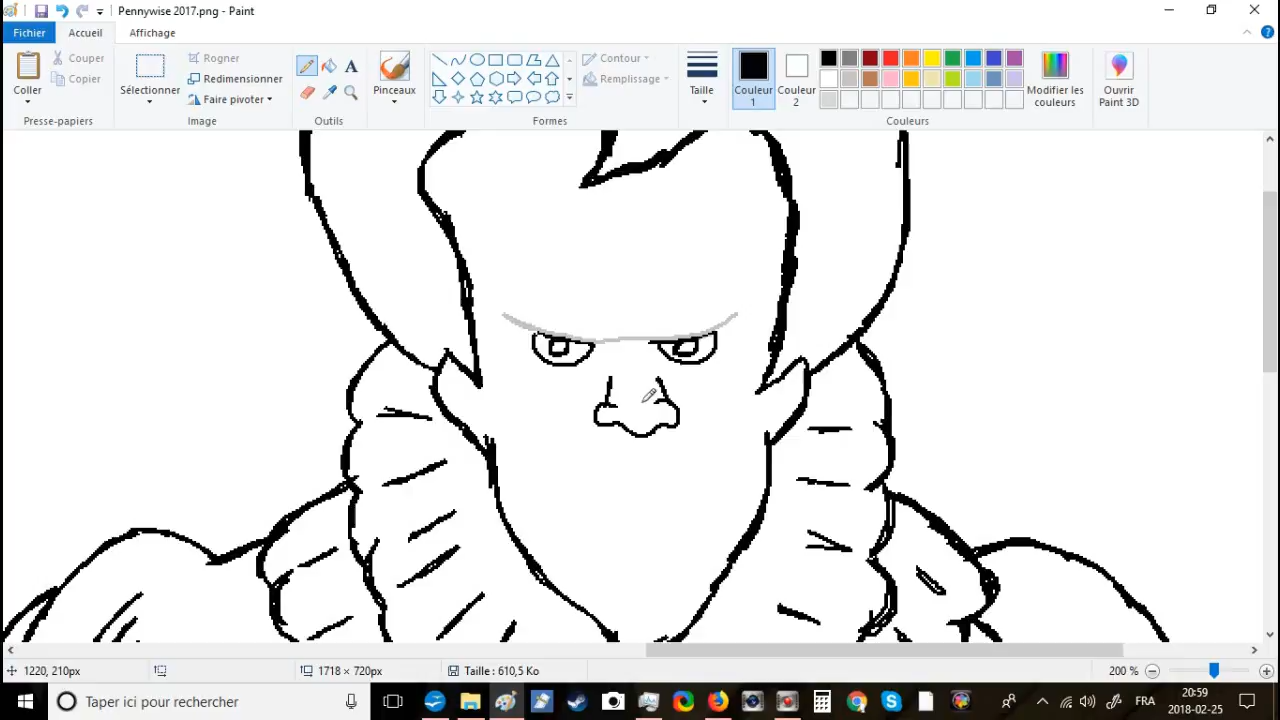 Pennywise 2017.png - Paint
Fichier
Accueil
Affichage
Coller
Couper
Copier
Presse-papiers
Sélectionner
Rogner
Redimensionner
Faire pivoter
Image
A
Outils
Pinceaux
Contour
Remplissage
Formes
Taille
Couleur 1
Couleur 2
Modifier les couleurs
Couleurs
Ouvrir Paint 3D
1220, 210px
1718 × 720px
Taille : 610,5 Ko
200 %
Taper ici pour rechercher
FRA
20:59
2018-02-25